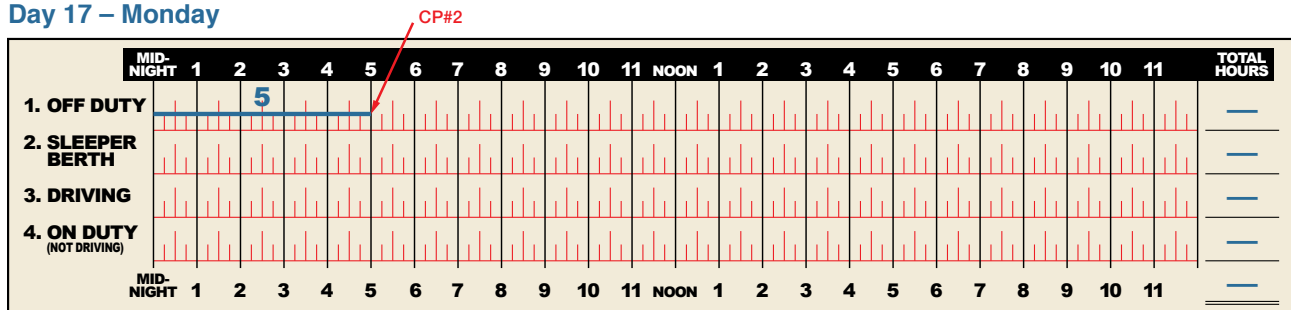 Day 17 – Monday
CP#2
MID-
NIGHT 1 2 3 4 5 6 7 8 9 10 11 NOON 1 2 3 4 5 6 7 8 9 10 11
TOTAL
HOURS
5
1. OFF DUTY —
2. SLEEPER
BERTH —
3. DRIVING —
4. ON DUTY
(NOT DRIVING) —
MID-
NIGHT 1 2 3 4 5 6 7 8 9 10 11 NOON 1 2 3 4 5 6 7 8 9 10 11 —